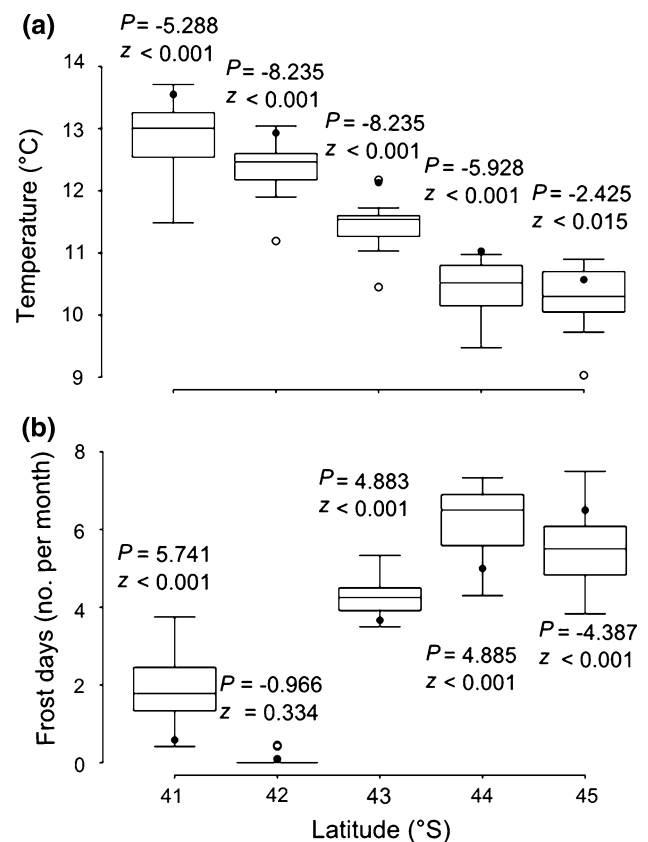 (a)
P = -5.288
z < 0.001
P = -8.235
z < 0.001
P = -8.235
z < 0.001
P = -5.928
z < 0.001
P = -2.425
z < 0.015
Temperature (°C)
14
13
12
11
10
9
(b)
P = 5.741
z < 0.001
P = -0.966
z = 0.334
P = 4.883
z < 0.001
P = 4.885
z < 0.001
P = -4.387
z < 0.001
Frost days (no. per month)
8
6
4
2
0
41 42 43 44 45
Latitude (°S)